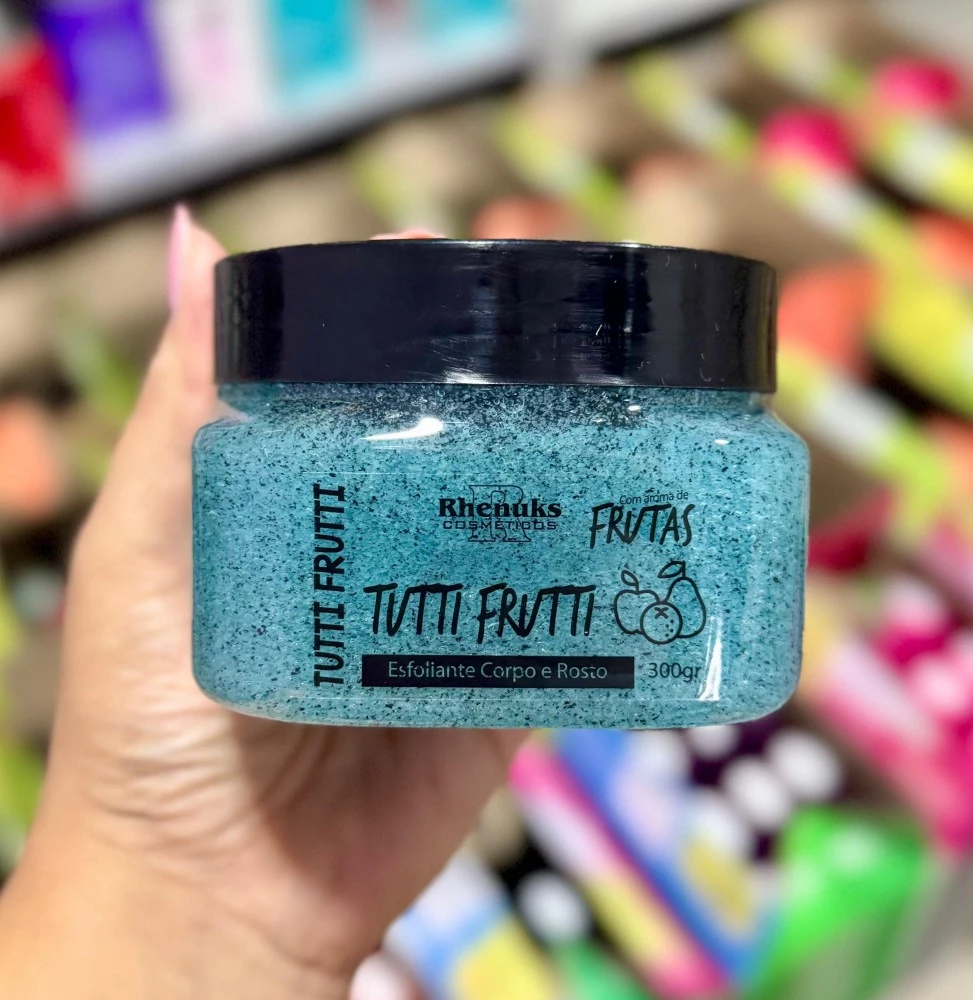 TUTTI FRUTTI
R
Rhenuks
COSMÉTICOS
Com aroma de
FRUTAS
TUTTI FRUTTI
Esfoliante Corpo e Rosto
300gr